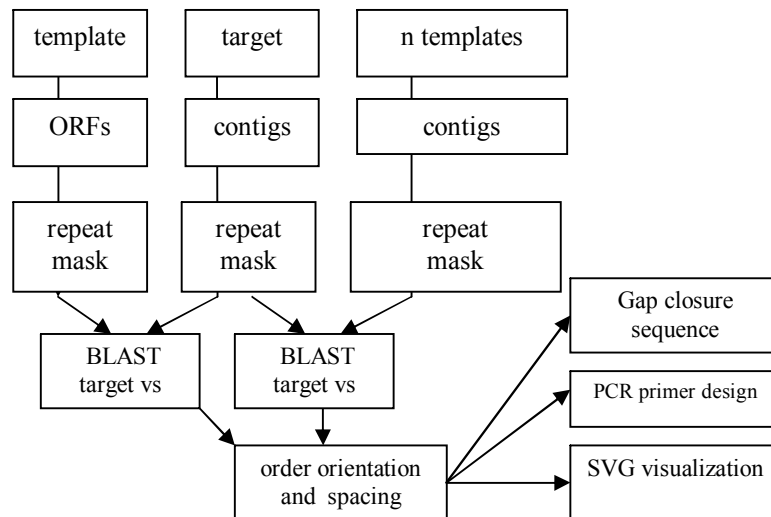 template
target
n templates
ORFs
contigs
contigs
repeat
mask
repeat
mask
repeat
mask
Gap closure
sequence
BLAST
target vs
BLAST
target vs
PCR primer design
order orientation
and spacing
SVG visualization